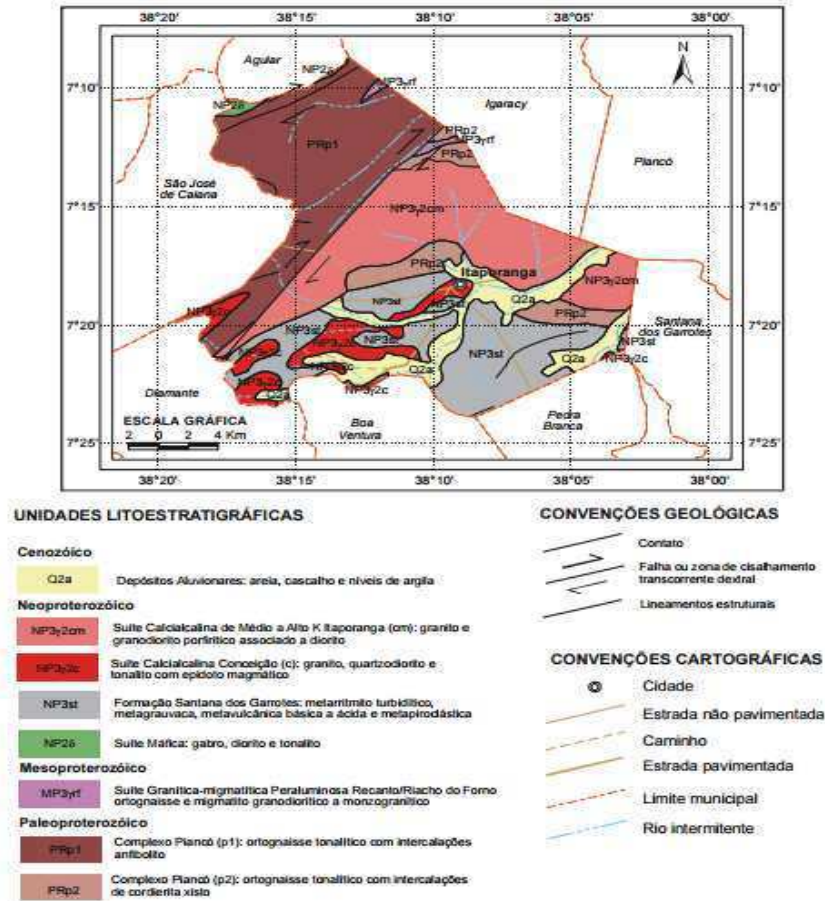 38°20' 38°15' 38°10' 38°05' 38°00'
N
Aguiar
NP2δ
MP3γrf
7°10' 7°10'
NP2δ
Igaracy
PRp2
MP3γrf
PRp1
PRp2
Piancó
São José
de Caiana
NP3γ2cm
7°15' 7°15'
PRp2
Itaporanga
NP3γ2cm
NP3st
NP3st
Q2a
NP3γ2c
PRp2
Santana
dos Garrotes
7°20' 7°20'
NP3st
NP3st
NP3st
NP3st
Q2a
NP3γ2c
NP3γ2c
Q2a
NP3γ2c
Q2a
Diamante
ESCALA GRÁFICA
2 0 2 4 Km
Boa
Ventura
Pedra
Branca
7°25' 7°25'
38°20' 38°15' 38°10' 38°05' 38°00'
UNIDADES LITOESTRATIGRÁFICAS
Cenozóico
Q2a Depósitos Aluvionares: areia, cascalho e níveis de argila
Neoproterozóico
NP3γ2cm Suíte Calcialcalina de Médio a Alto K Itaporanga (cm): granito e
granodiorito porfirítico associado a diorito
NP3γ2c Suíte Calcialcalina Conceição (c): granito, quartzodiorito e
tonalito com epidoto magmático
NP3st Formação Santana dos Garrotes: metarritmito turbidítico,
metagrauvaca, metavulcânica básica a ácida e metapiroclástica
NP2δ Suíte Máfica: gabro, diorito e tonalito
Mesoproterozóico
MP3γrf Suíte Granítica-migmatítica Peraluminosa Recanto/Riacho do Forno
ortognaisse e migmatito granodiorítico a monzogranítico
Paleoproterozóico
PRp1 Complexo Piancó (p1): ortognaisse tonalítico com intercalações
anfibolito
PRp2 Complexo Piancó (p2): ortognaisse tonalítico com intercalações
de cordierita xisto
CONVENÇÕES GEOLÓGICAS
Contato
Falha ou zona de cisalhamento
transcorrente dextral
Lineamentos estruturais
CONVENÇÕES CARTOGRÁFICAS
Cidade
Estrada não pavimentada
Caminho
Estrada pavimentada
Limite municipal
Rio intermitente